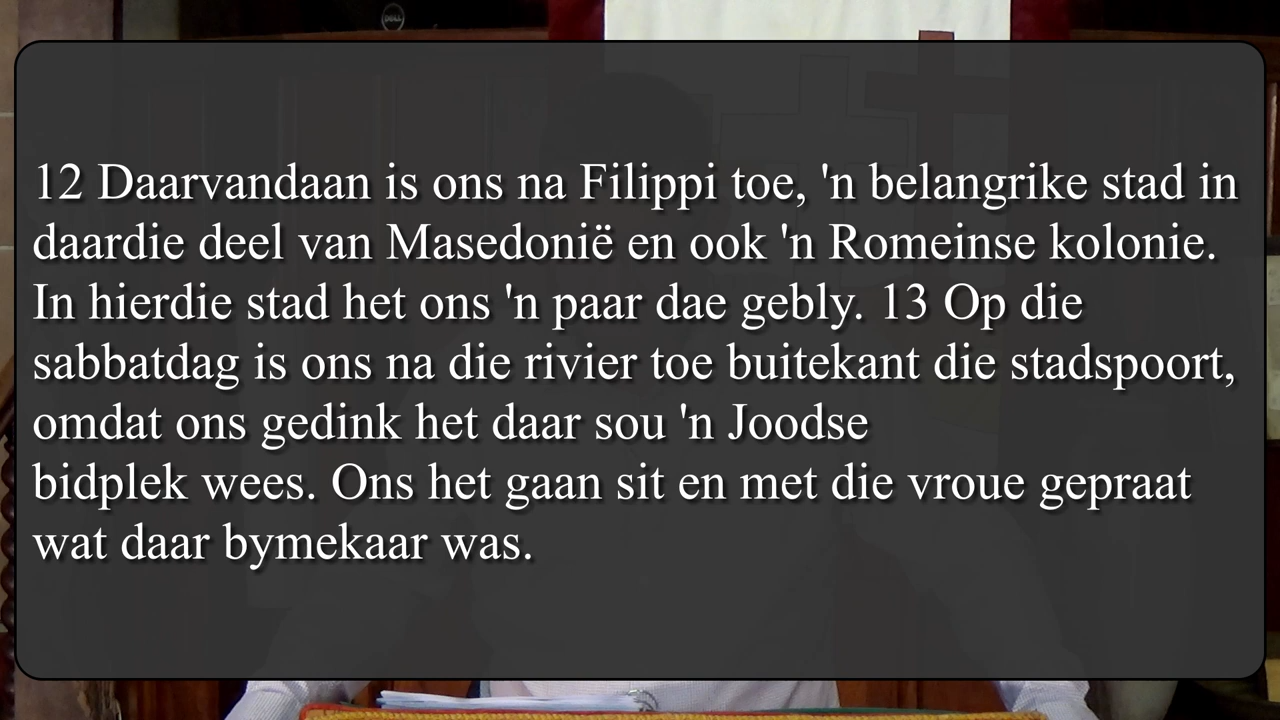 DELL
12 Daarvandaan is ons na Filippi toe, 'n belangrike stad in
daardie deel van Masedonië en ook 'n Romeinse kolonie.
In hierdie stad het ons 'n paar dae gebly. 13 Op die
sabbatdag is ons na die rivier toe buitekant die stadspoort,
omdat ons gedink het daar sou 'n Joodse
bidplek wees. Ons het gaan sit en met die vroue gepraat
wat daar bymekaar was.